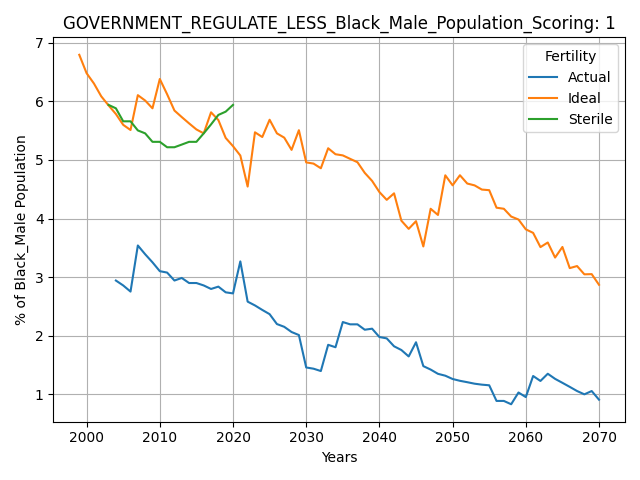 GOVERNMENT_REGULATE_LESS_Black_Male_Population_Scoring: 1
Fertility
Actual
Ideal
Sterile
% of Black_Male Population
7
6
5
4
3
2
1
2000 2010 2020 2030 2040 2050 2060 2070
Years